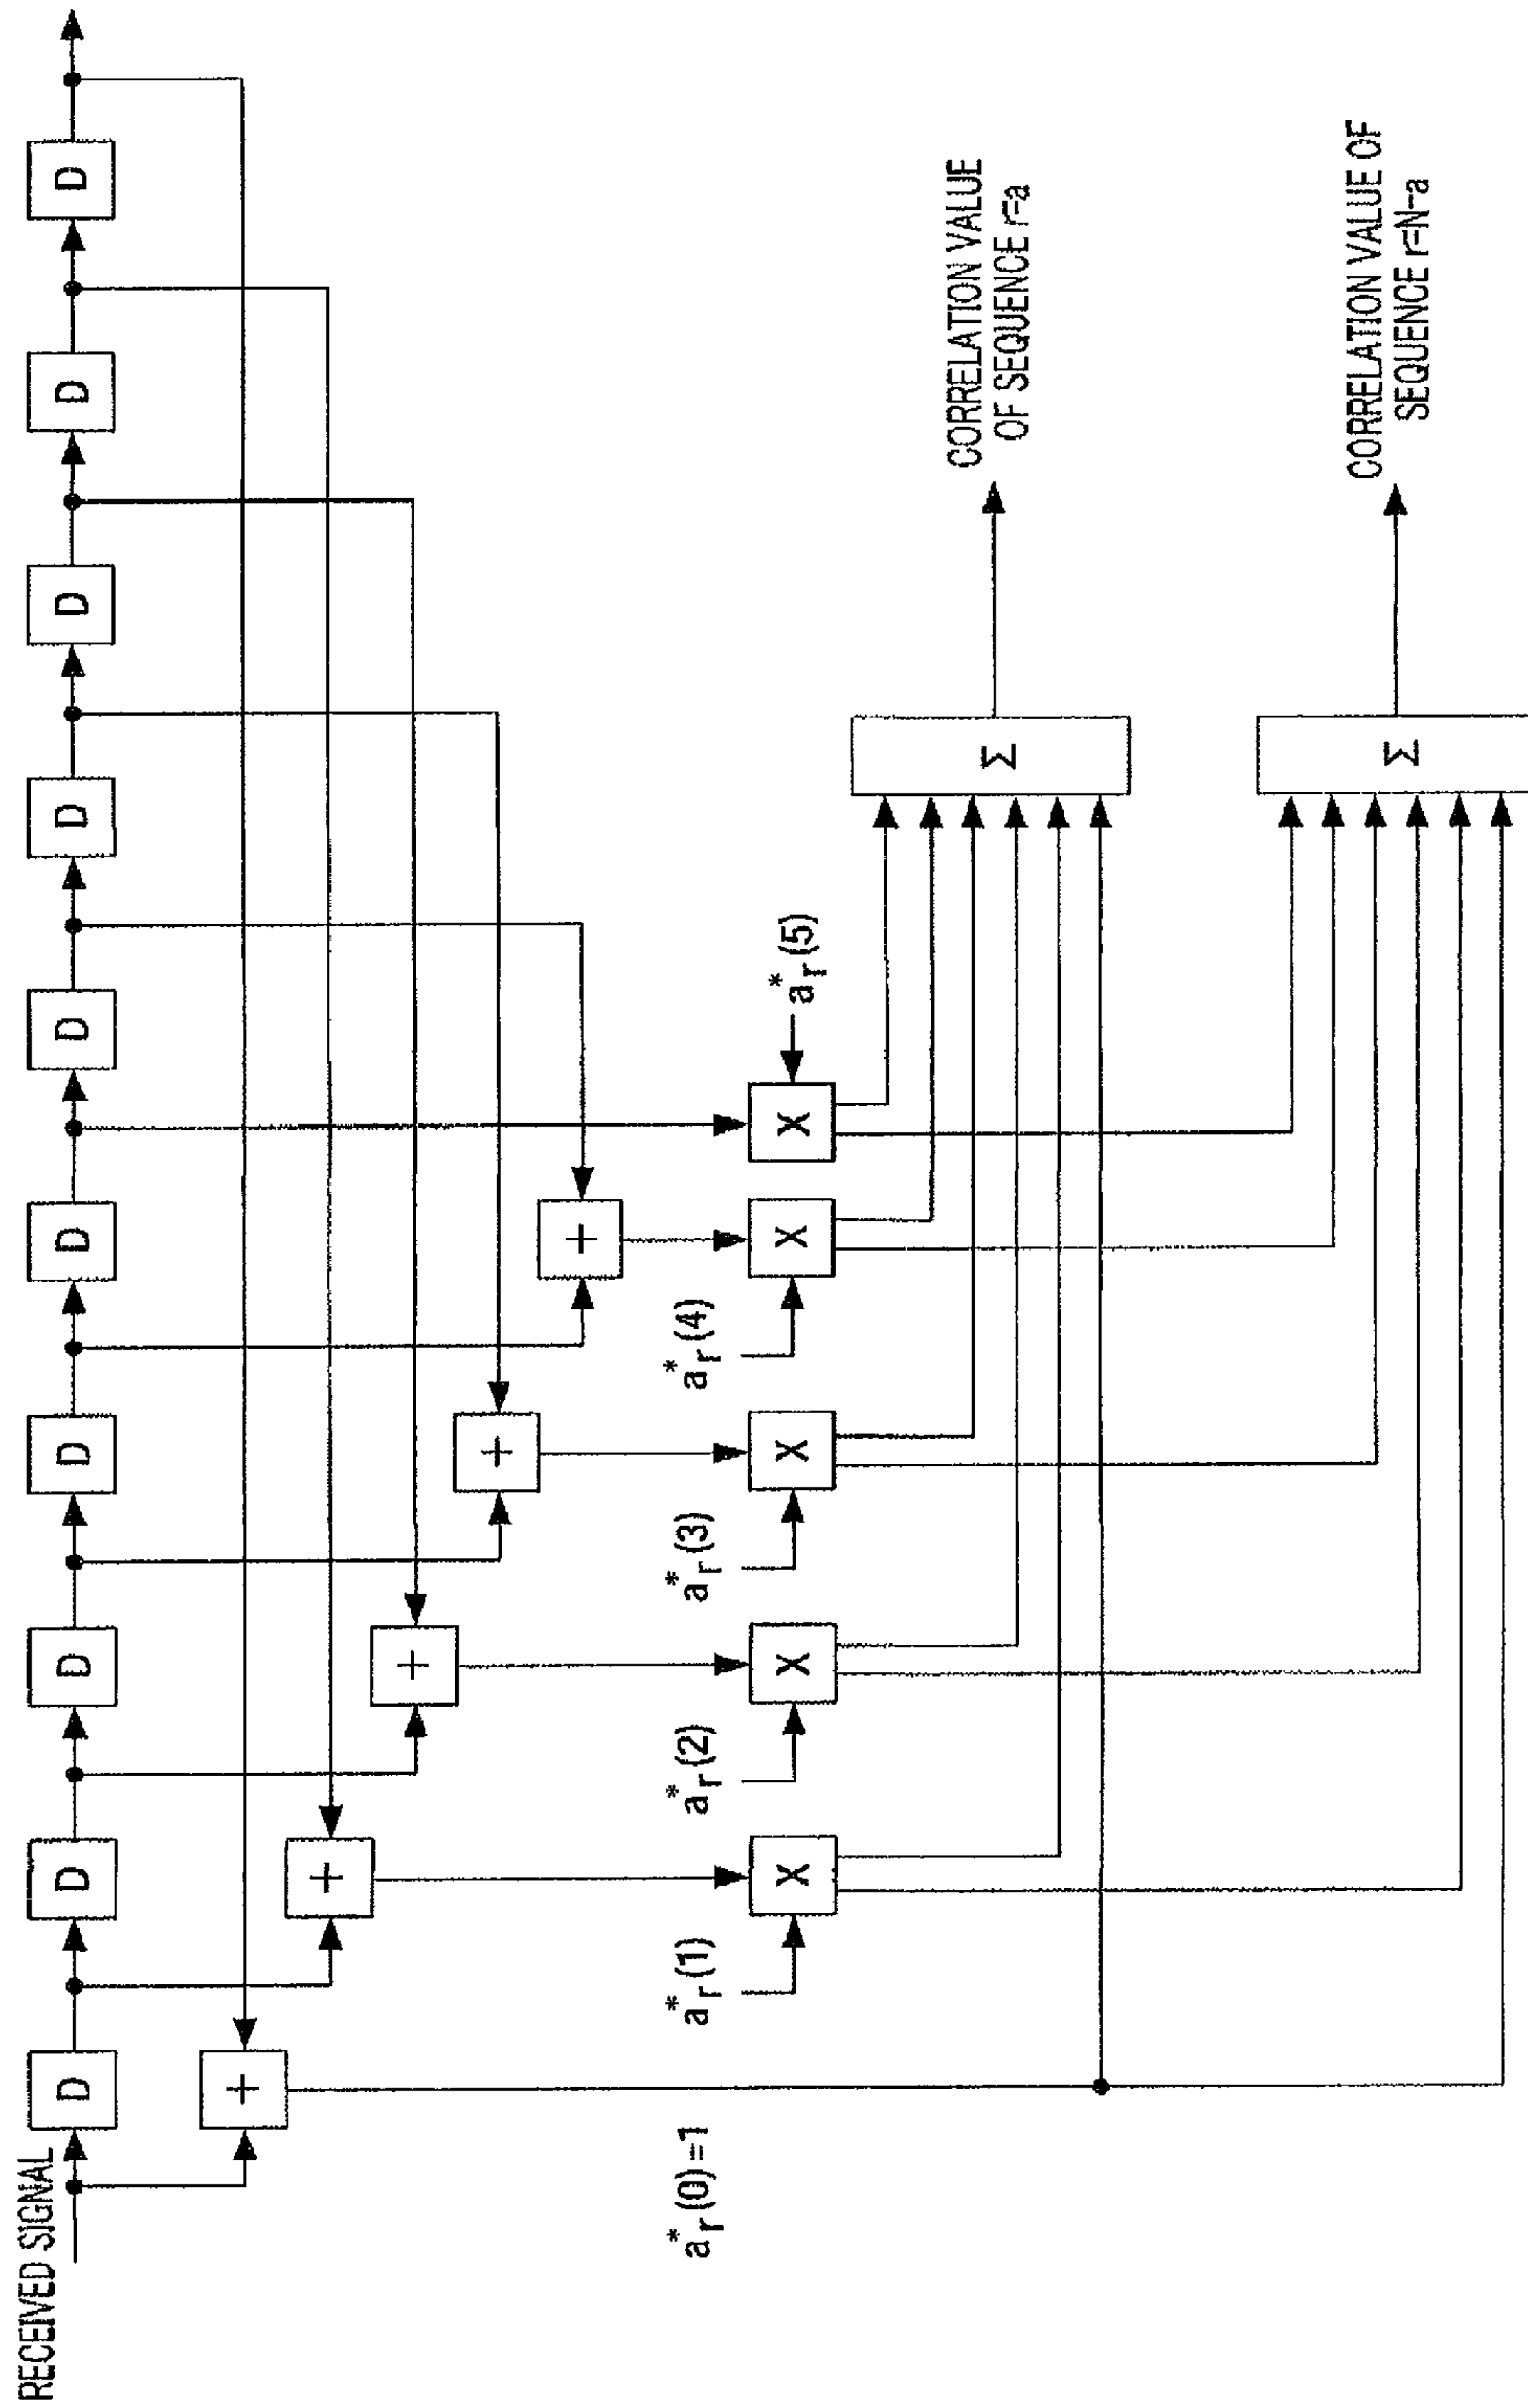 RECEIVED SIGNAL
D
D
D
D
D
D
D
D
D
D
+
+
+
+
+
a*r(0)=1
a*r(1)
a*r(2)
a*r(3)
a*r(4)
a*r(5)
X
X
X
X
X
Σ
CORRELATION VALUE
OF SEQUENCE r=a
Σ
CORRELATION VALUE OF
SEQUENCE r=N-a